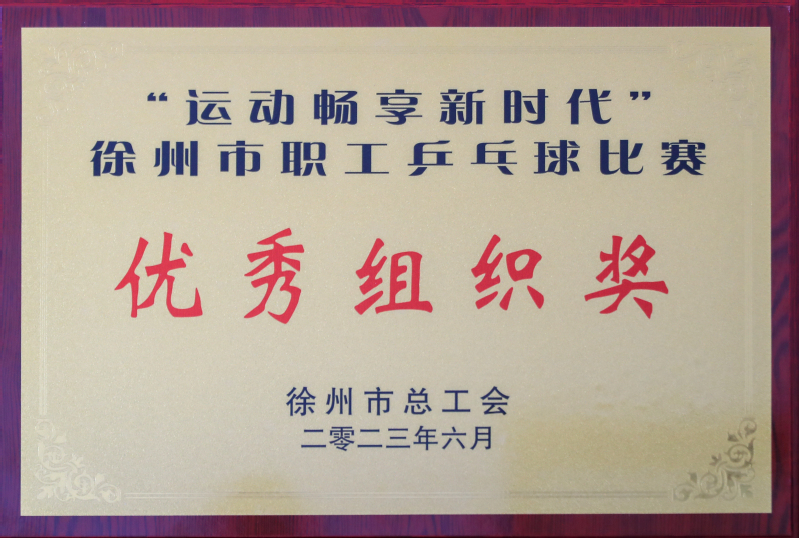 “运动畅享新时代”
徐州市职工乒乓球比赛
优秀组织奖
徐州市总工会
二零二三年六月